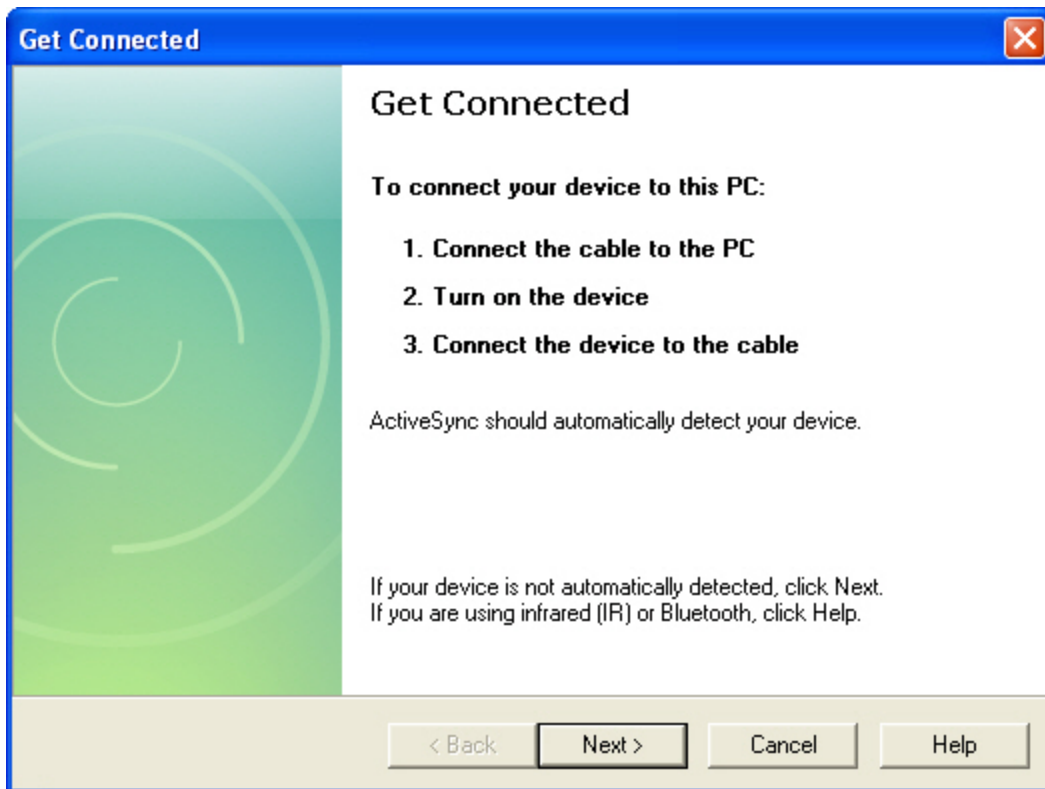 Get Connected
Get Connected
To connect your device to this PC:
1. Connect the cable to the PC
2. Turn on the device
3. Connect the device to the cable
ActiveSync should automatically detect your device.
If your device is not automatically detected, click Next.
If you are using infrared (IR) or Bluetooth, click Help.
< Back Next > Cancel Help